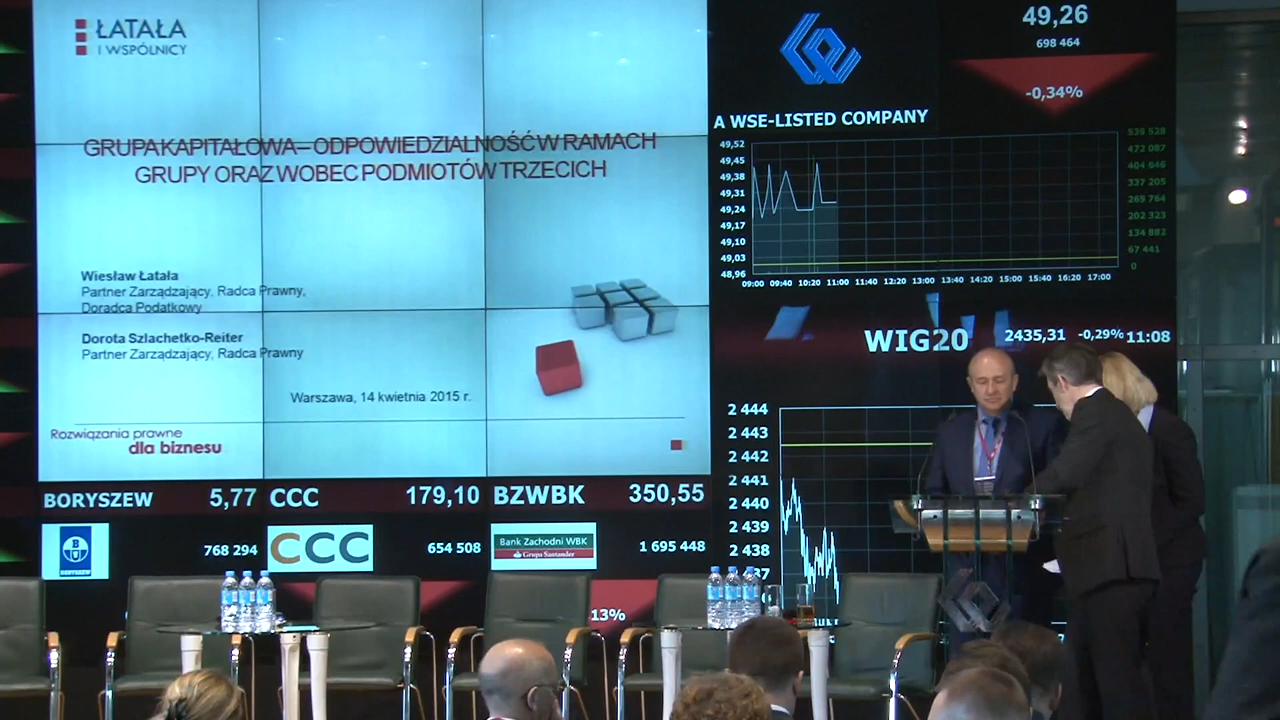 ŁATAŁA
I WSPÓLNICY
GRUPA KAPITAŁOWA – ODPOWIEDZIALNOŚĆ W RAMACH
GRUPY ORAZ WOBEC PODMIOTÓW TRZECICH
Wiesław Łatała
Partner Zarządzający, Radca Prawny,
Doradca Podatkowy
Dorota Szlachetko-Reiter
Partner Zarządzający, Radca Prawny
Warszawa, 14 kwietnia 2015 r.
Rozwiązania prawne
dla biznesu
49,26
698 464
-0,34%
A WSE-LISTED COMPANY
49,52
49,45
49,38
49,31
49,24
49,17
49,10
49,03
48,96
539 528
472 087
404 646
337 205
269 764
202 323
134 882
67 441
0
09:00 09:40 10:20 11:00 11:40 12:20 13:00 13:40 14:20 15:00 15:40 16:20 17:00
WIG20 2435,31 -0,29% 11:08
2 444
2 443
2 442
2 441
2 440
2 439
2 438
BORYSZEW 5,77 CCC 179,10 BZWBK 350,55
BORYSZEW
768 294
CCC
654 508
Bank Zachodni WBK
Grupa Santander
1 695 448
13%